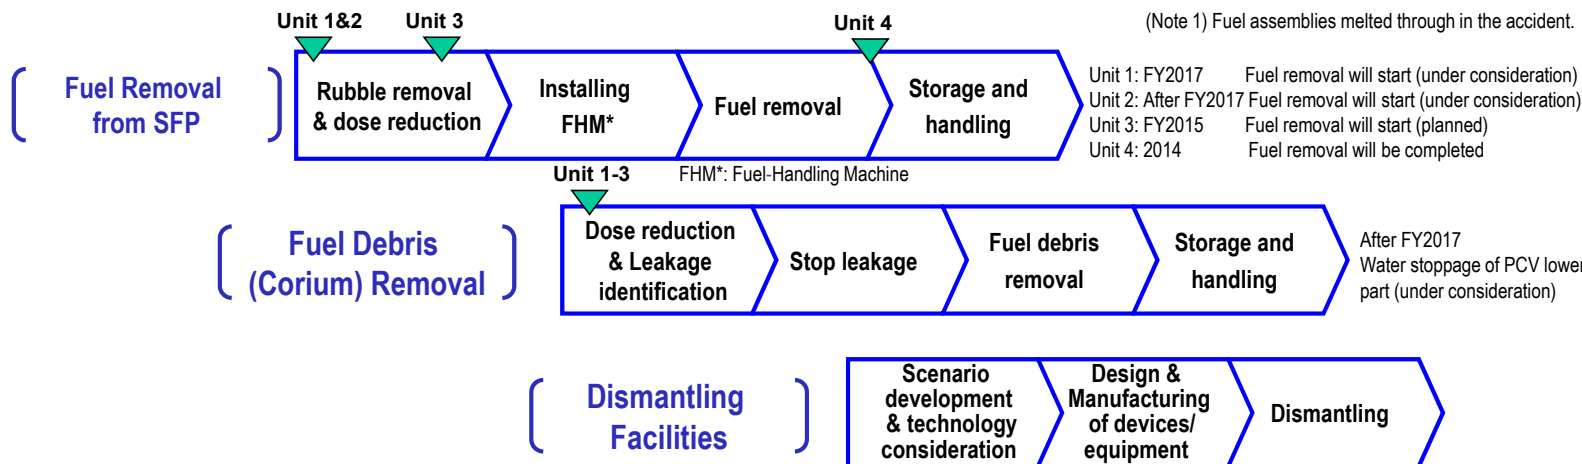 Unit 1&2
Unit 3
Unit 4
(Note 1) Fuel assemblies melted through in the accident.
Fuel Removal
from SFP
Rubble removal
& dose reduction
Installing
FHM*
Fuel removal
Storage and
handling
Unit 1: FY2017 Fuel removal will start (under consideration)
Unit 2: After FY2017 Fuel removal will start (under consideration)
Unit 3: FY2015 Fuel removal will start (planned)
Unit 4: 2014 Fuel removal will be completed
Unit 1-3
FHM*: Fuel-Handling Machine
Fuel Debris
(Corium) Removal
Dose reduction
& Leakage
identification
Stop leakage
Fuel debris
removal
Storage and
handling
After FY2017
Water stoppage of PCV lower
part (under consideration)
Dismantling
Facilities
Scenario
development
& technology
consideration
Design &
Manufacturing
of devices/
equipment
Dismantling